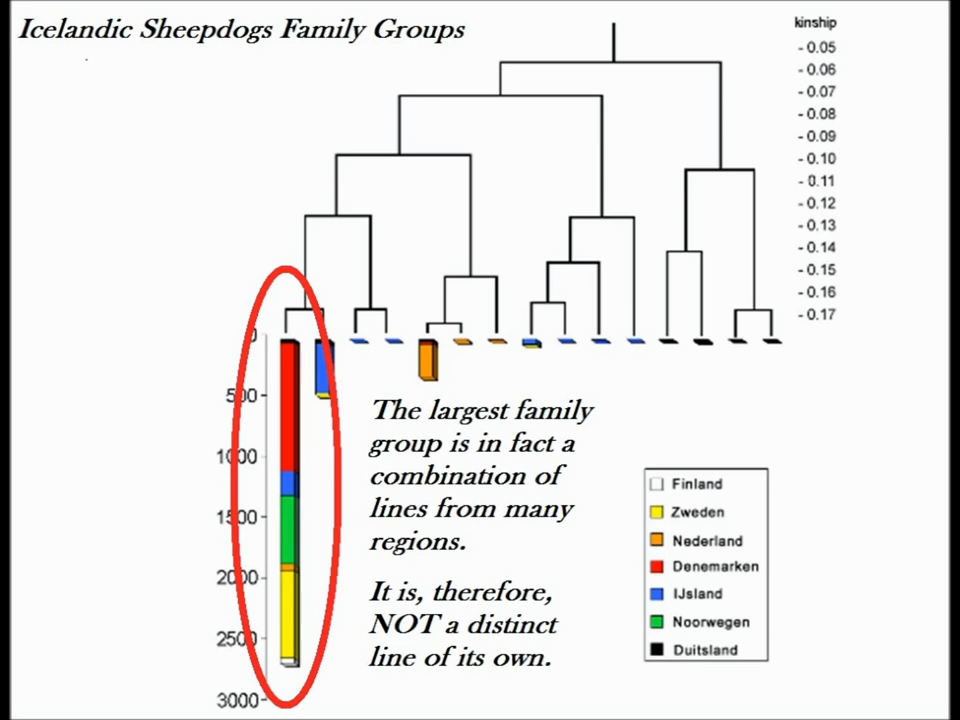 Icelandic Sheepdogs Family Groups
kinship
- 0.05
- 0.06
- 0.07
- 0.08
- 0.09
- 0.10
- 0.11
- 0.12
- 0.13
- 0.14
- 0.15
- 0.16
- 0.17
0
500
1000
1500
2000
2500
3000
The largest family
group is in fact a
combination of
lines from many
regions.
It is, therefore,
NOT a distinct
line of its own.
Finland
Zweden
Nederland
Denemarken
IJsland
Noorwegen
Duitsland